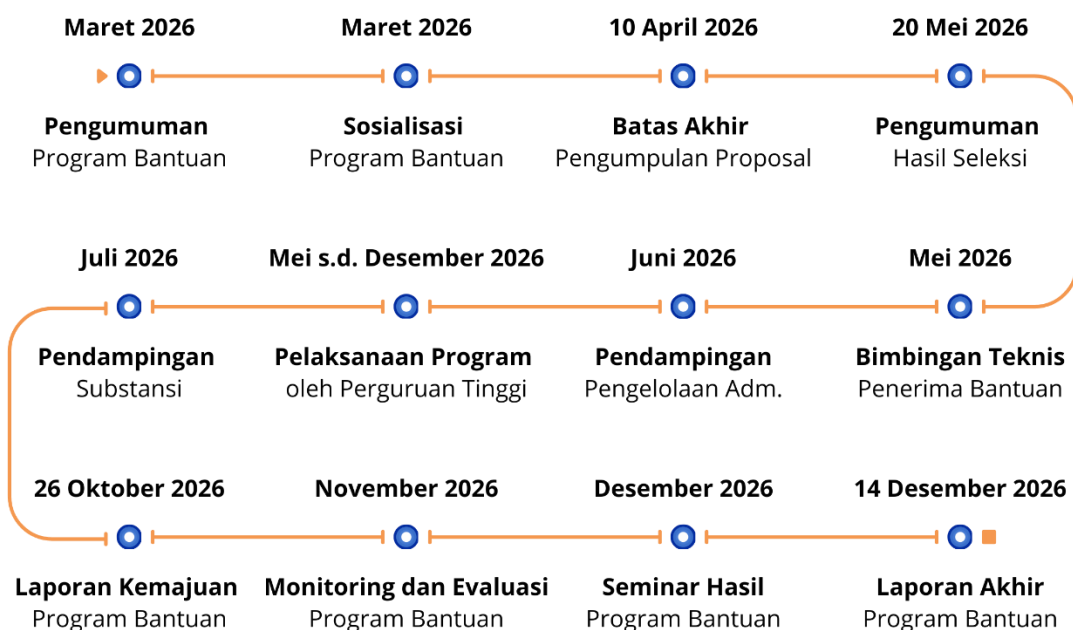 Maret 2026
Pengumuman
Program Bantuan
Maret 2026
Sosialisasi
Program Bantuan
10 April 2026
Batas Akhir
Pengumpulan Proposal
20 Mei 2026
Pengumuman
Hasil Seleksi
Mei 2026
Bimbingan Teknis
Penerima Bantuan
Juni 2026
Pendampingan
Pengelolaan Adm.
Mei s.d. Desember 2026
Pelaksanaan Program
oleh Perguruan Tinggi
Juli 2026
Pendampingan
Substansi
26 Oktober 2026
Laporan Kemajuan
Program Bantuan
November 2026
Monitoring dan Evaluasi
Program Bantuan
Desember 2026
Seminar Hasil
Program Bantuan
14 Desember 2026
Laporan Akhir
Program Bantuan